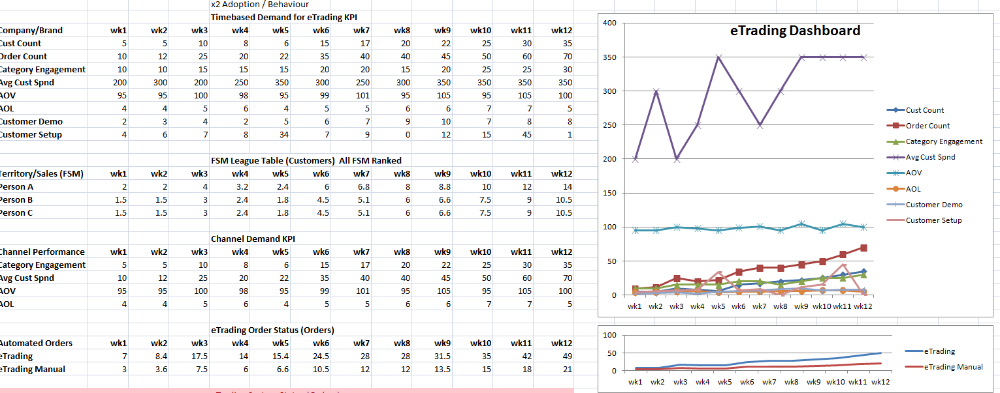 x2 Adoption / Behaviour
Timebased Demand for eTrading KPI
Company/Brand wk1 wk2 wk3 wk4 wk5 wk6 wk7 wk8 wk9 wk10 wk11 wk12
Cust Count 5 5 10 8 6 15 17 20 22 25 30 35
Order Count 10 12 25 20 22 35 40 40 45 50 60 70
Category Engagement 10 10 15 15 15 20 20 15 20 25 25 30
Avg Cust Spnd 200 300 200 250 350 300 250 300 350 350 350 350
AOV 95 95 100 98 95 99 101 95 105 95 105 100
AOL 4 4 5 6 4 5 5 6 6 7 7 5
Customer Demo 2 3 4 2 5 6 7 9 10 7 8 8
Customer Setup 4 6 7 8 34 7 9 0 12 15 45 1
FSM League Table (Customers) All FSM Ranked
Territory/Sales (FSM) wk1 wk2 wk3 wk4 wk5 wk6 wk7 wk8 wk9 wk10 wk11 wk12
Person A 2 2 4 3.2 2.4 6 6.8 8 8.8 10 12 14
Person B 1.5 1.5 3 2.4 1.8 4.5 5.1 6 6.6 7.5 9 10.5
Person C 1.5 1.5 3 2.4 1.8 4.5 5.1 6 6.6 7.5 9 10.5
Channel Demand KPI
Channel Performance wk1 wk2 wk3 wk4 wk5 wk6 wk7 wk8 wk9 wk10 wk11 wk12
Category Engagement 5 5 10 8 6 15 17 20 22 25 30 35
Avg Cust Spnd 10 12 25 20 22 35 40 40 45 50 60 70
AOV 95 95 100 98 95 99 101 95 105 95 105 100
AOL 4 4 5 6 4 5 5 6 6 7 7 5
eTrading Order Status (Orders)
Automated Orders wk1 wk2 wk3 wk4 wk5 wk6 wk7 wk8 wk9 wk10 wk11 wk12
eTrading 7 8.4 17.5 14 15.4 24.5 28 28 31.5 35 42 49
eTrading Manual 3 3.6 7.5 6 6.6 10.5 12 12 13.5 15 18 21
eTrading Dashboard
400
350
300
250
200
150
100
50
0
wk1 wk2 wk3 wk4 wk5 wk6 wk7 wk8 wk9 wk10 wk11 wk12
Cust Count
Order Count
Category Engagement
Avg Cust Spnd
AOV
AOL
Customer Demo
Customer Setup
100
50
0
wk1 wk2 wk3 wk4 wk5 wk6 wk7 wk8 wk9 wk10 wk11 wk12
eTrading
eTrading Manual